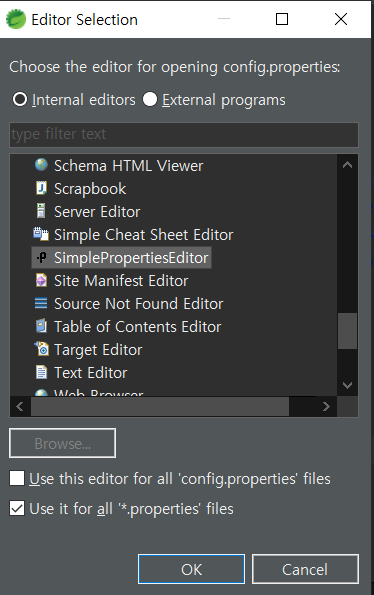 Editor Selection
Choose the editor for opening config.properties:
Internal editors External programs
type filter text
Schema HTML Viewer
Scrapbook
Server Editor
Simple Cheat Sheet Editor
SimplePropertiesEditor
Site Manifest Editor
Source Not Found Editor
Table of Contents Editor
Target Editor
Text Editor
Web Browser
Browse...
Use this editor for all 'config.properties' files
Use it for all '*.properties' files
OK Cancel